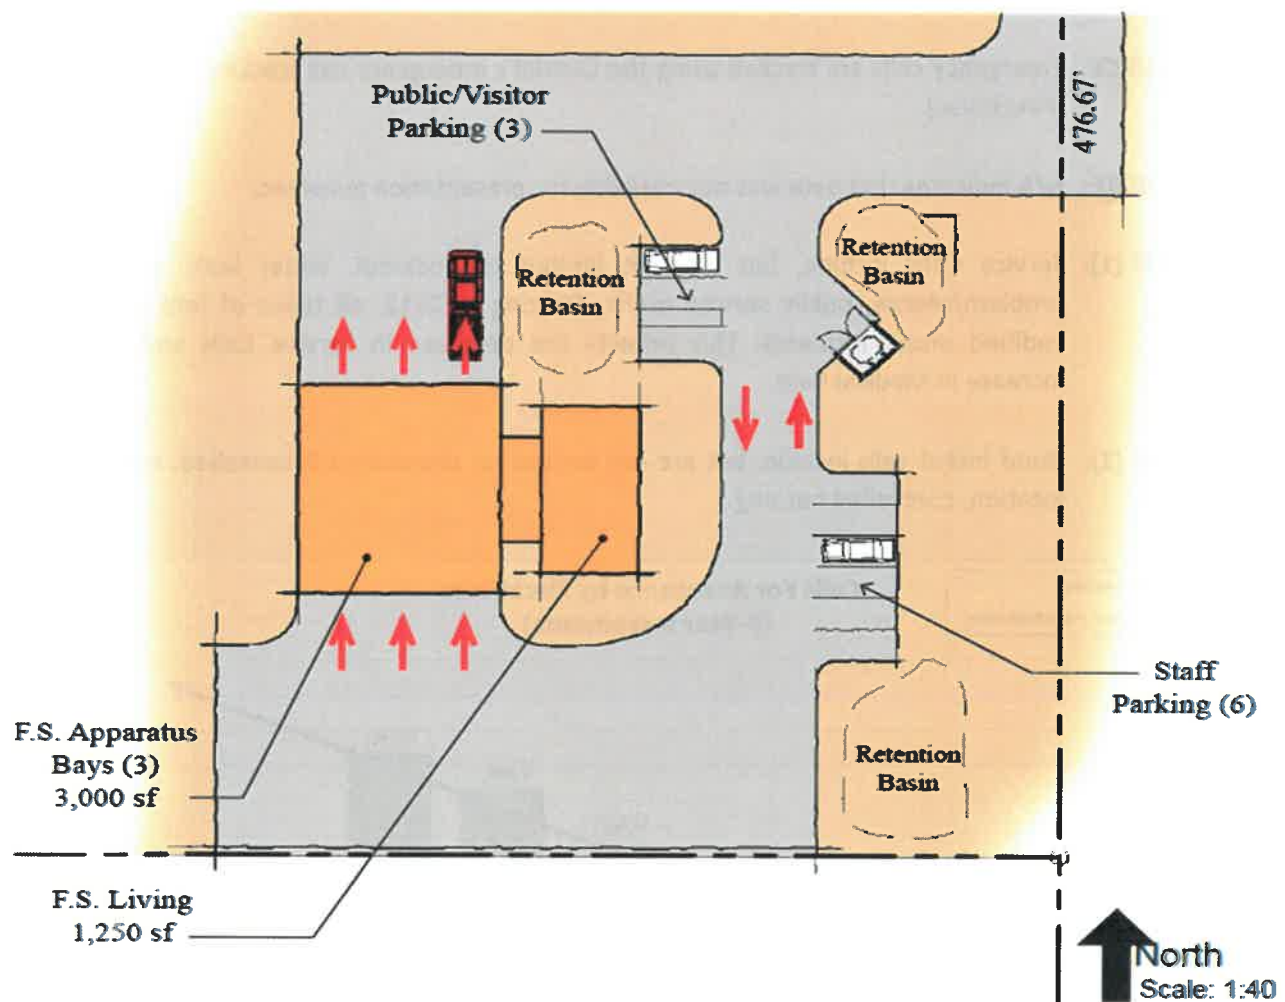 Public/Visitor
Parking (3)
476.67'
Retention
Basin
Retention
Basin
Staff
Parking (6)
F.S. Apparatus
Bays (3)
3,000 sf
Retention
Basin
F.S. Living
1,250 sf
North
Scale: 1:40